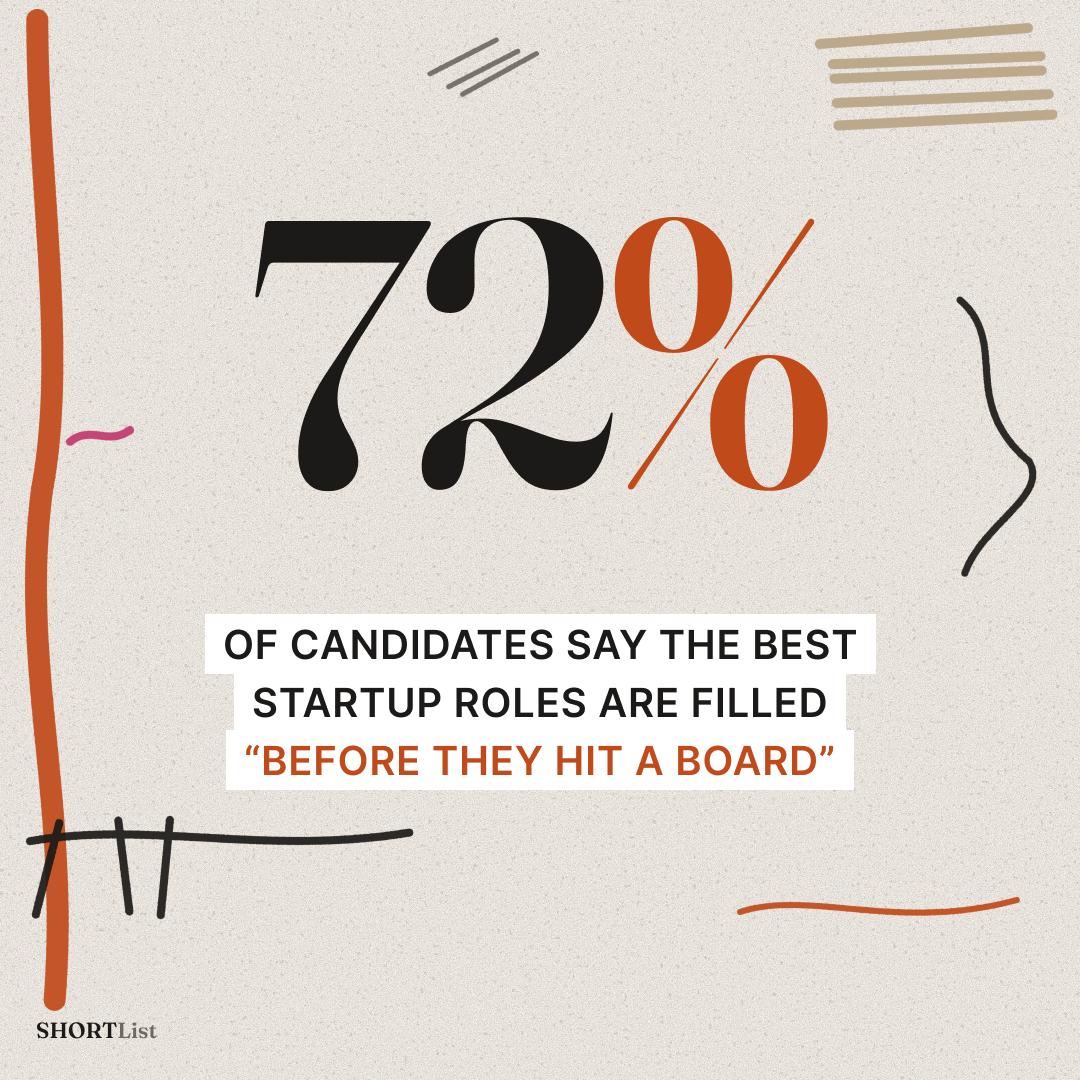 72%
OF CANDIDATES SAY THE BEST
STARTUP ROLES ARE FILLED
“BEFORE THEY HIT A BOARD”
SHORTList